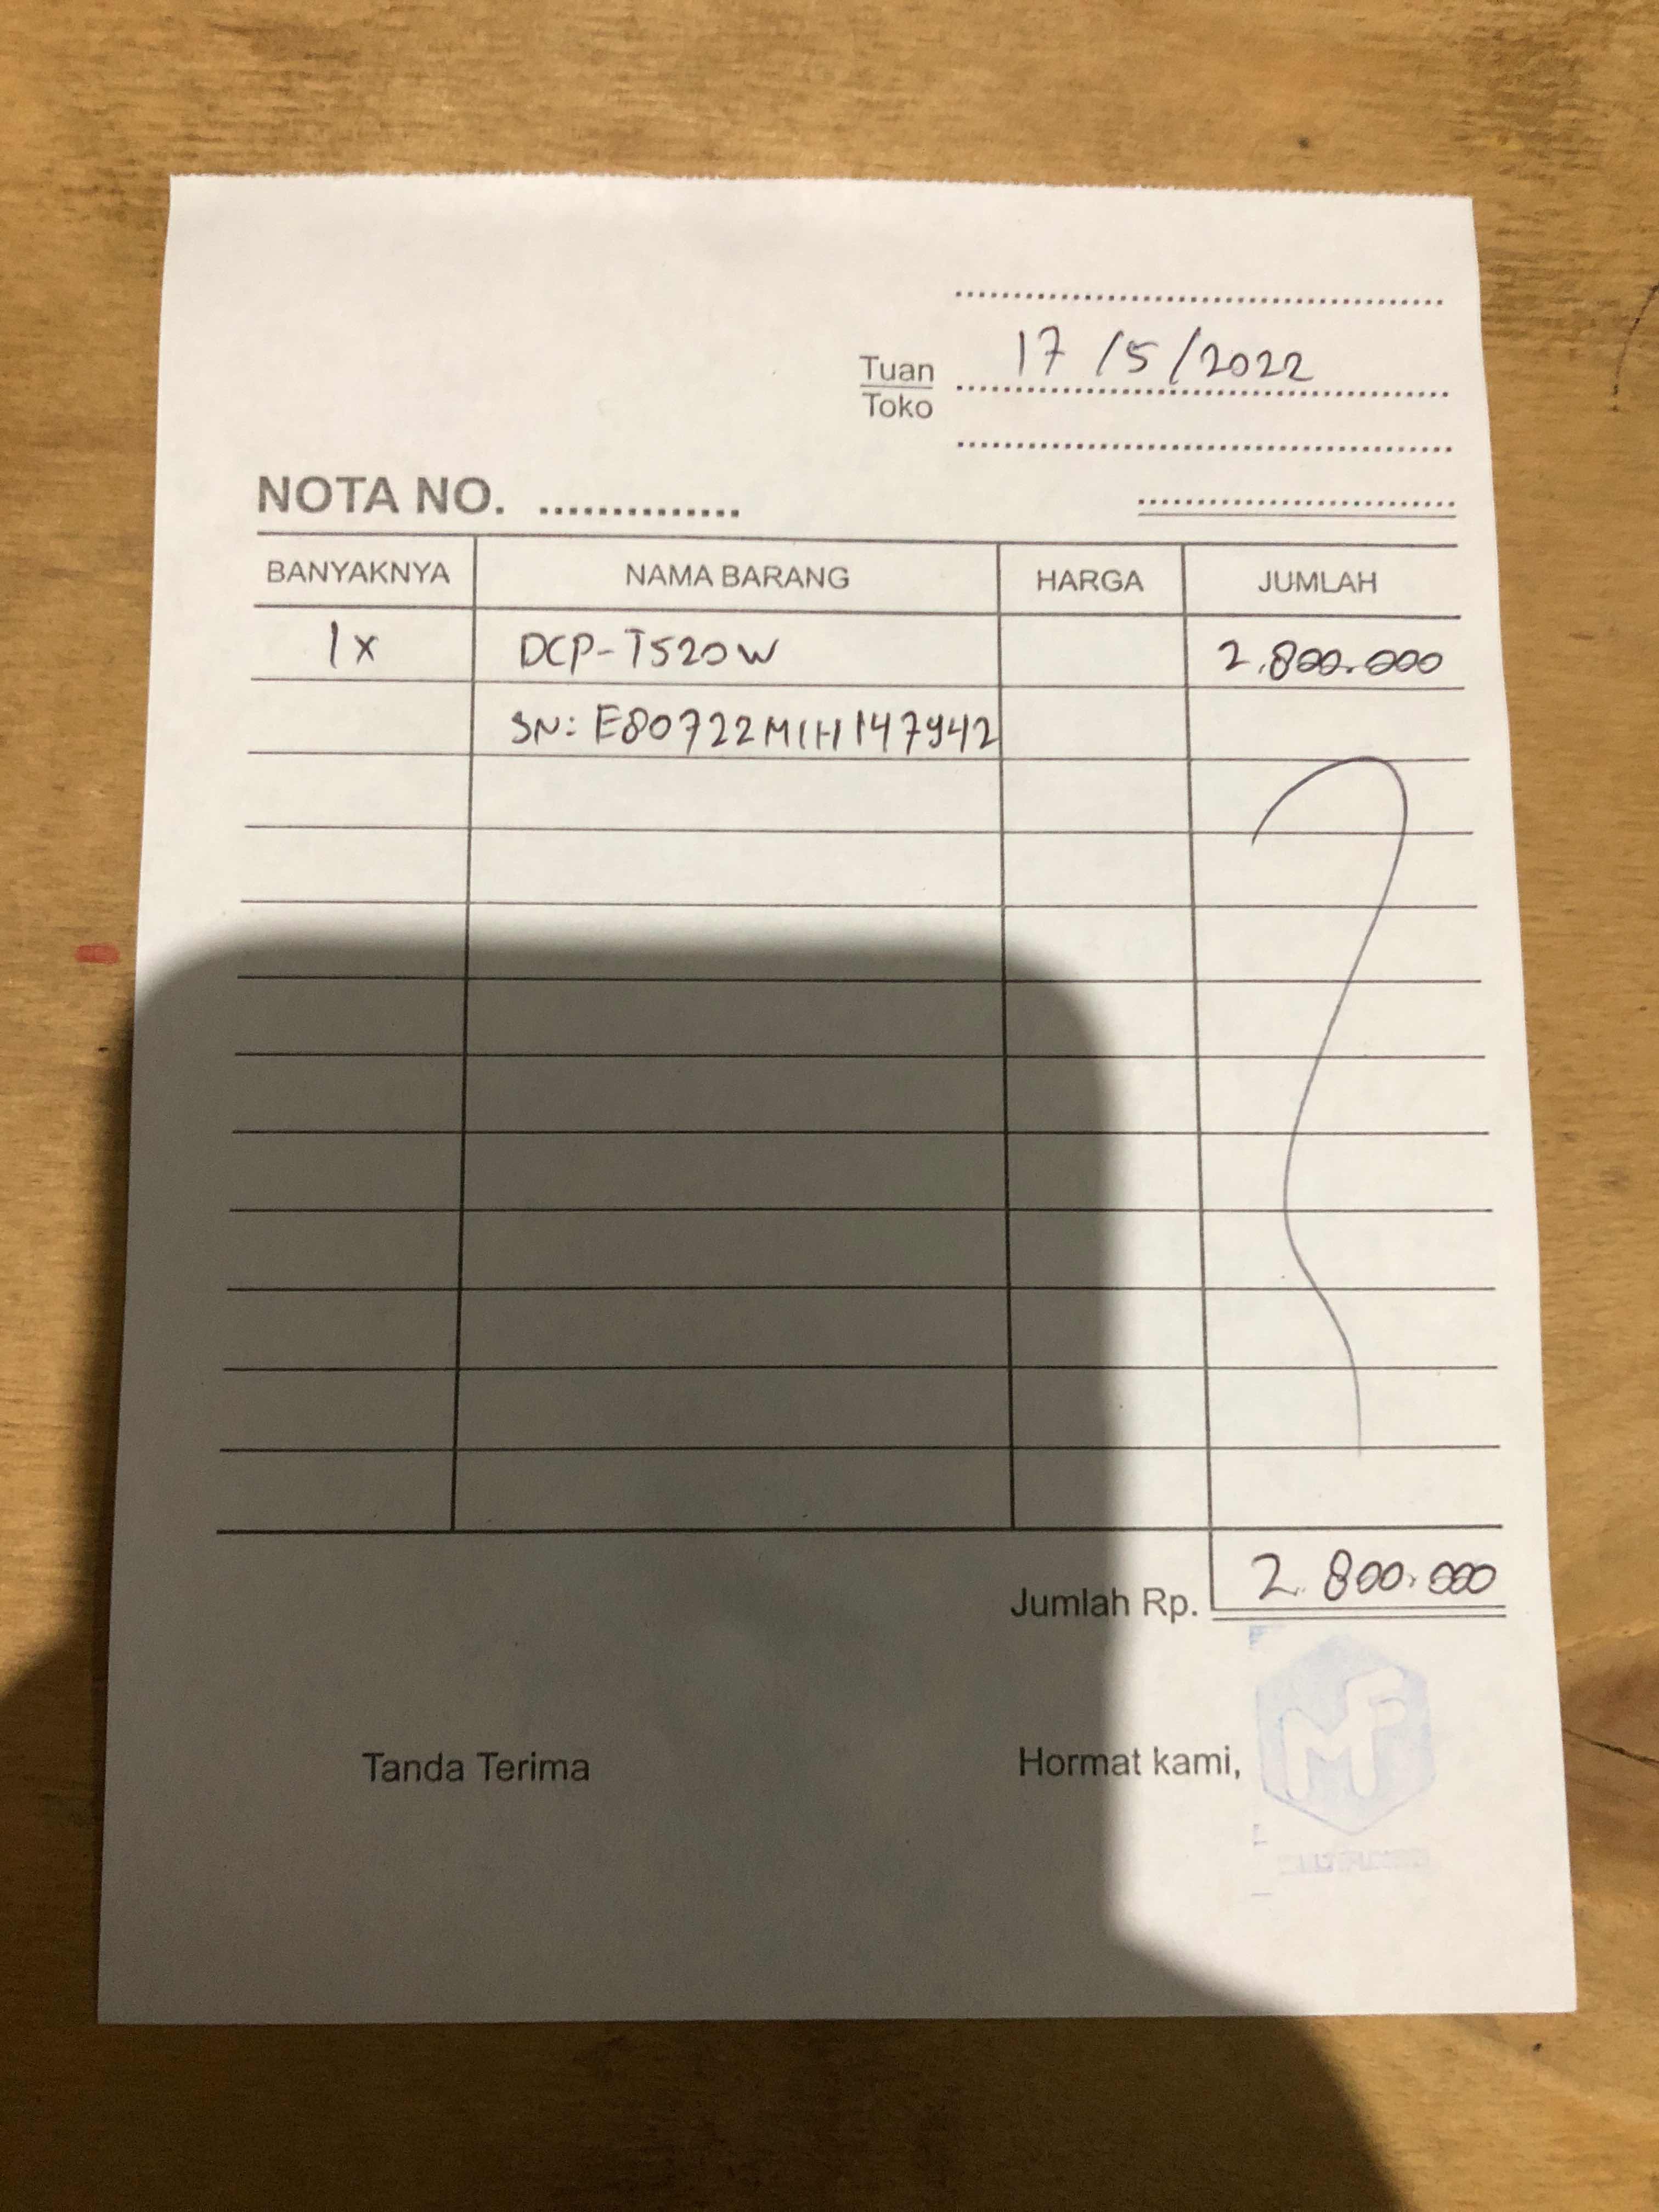 17/5/2022
Tuan
Toko
NOTA NO. ..............
BANYAKNYA NAMA BARANG HARGA JUMLAH
1x DCP-T520W 2.800.000
SN: E80722M1H147942
Jumlah Rp. 2.800.000
Tanda Terima Hormat kami,
MF